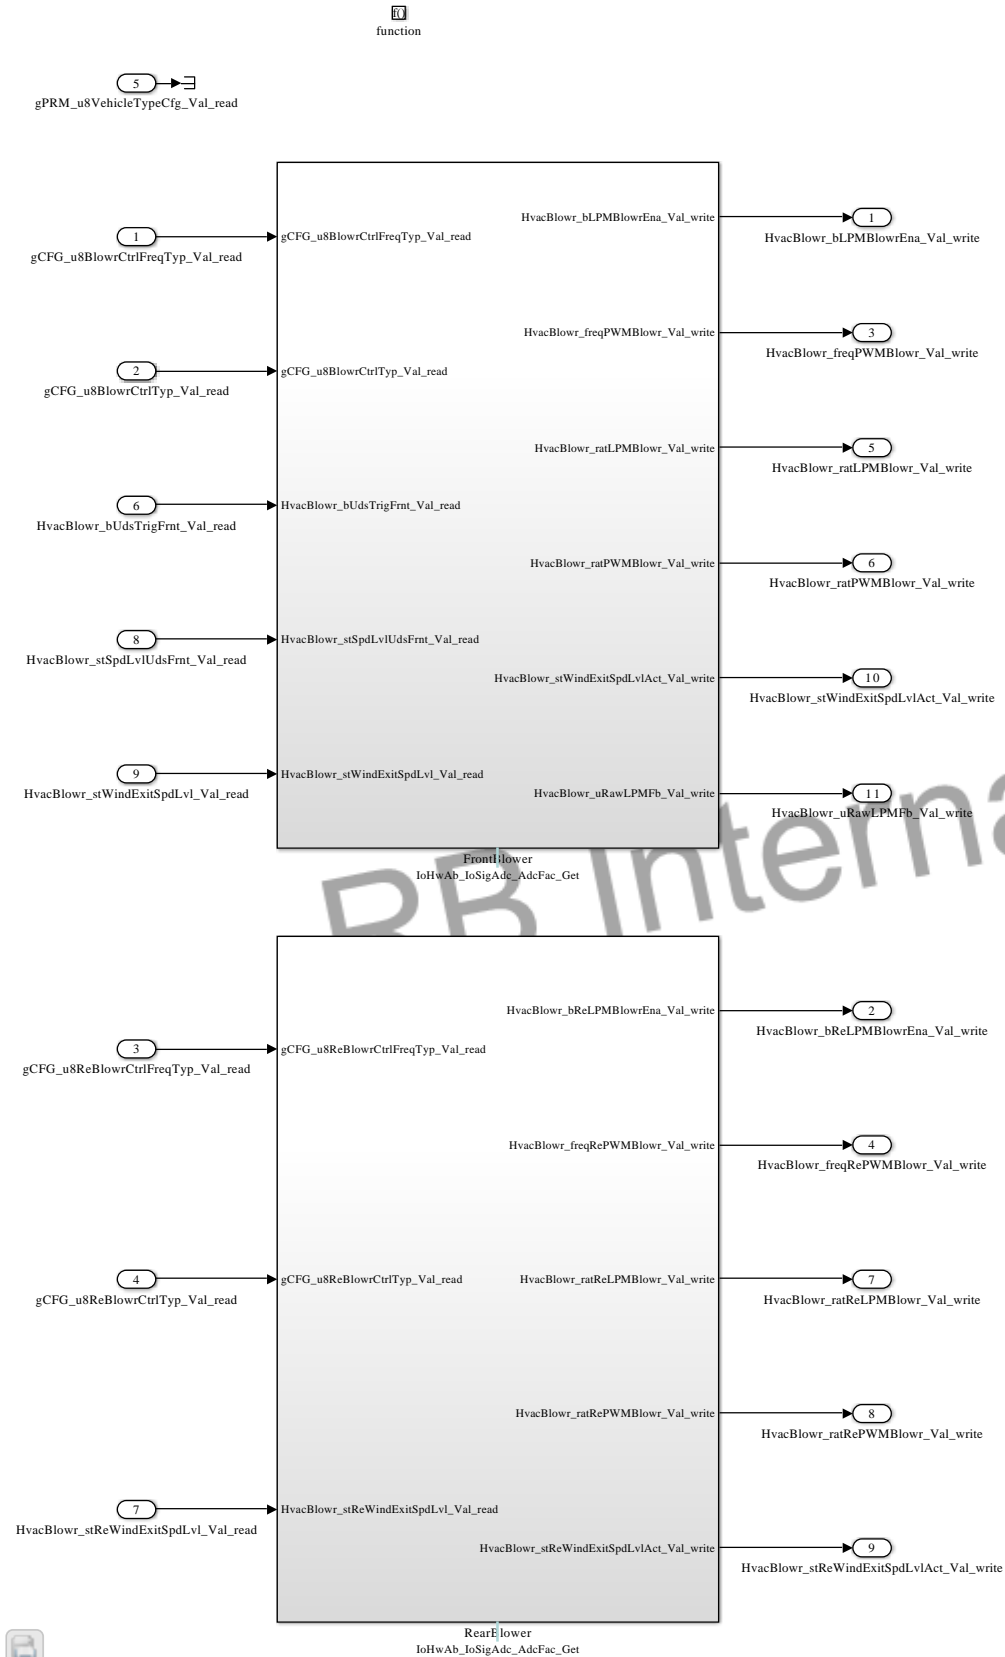 f()
function
5
gPRM_u8VehicleTypeCfg_Val_read
1
gCFG_u8BlowrCtrlFreqTyp_Val_read
2
gCFG_u8BlowrCtrlTyp_Val_read
6
HvacBlowr_bUdsTrigFrnt_Val_read
8
HvacBlowr_stSpdLvlUdsFrnt_Val_read
9
HvacBlowr_stWindExitSpdLvl_Val_read
gCFG_u8BlowrCtrlFreqTyp_Val_read
gCFG_u8BlowrCtrlTyp_Val_read
HvacBlowr_bUdsTrigFrnt_Val_read
HvacBlowr_stSpdLvlUdsFrnt_Val_read
HvacBlowr_stWindExitSpdLvl_Val_read
HvacBlowr_bLPMBlowrEna_Val_write
HvacBlowr_freqPWMBlowr_Val_write
HvacBlowr_ratLPMBlowr_Val_write
HvacBlowr_ratPWMBlowr_Val_write
HvacBlowr_stWindExitSpdLvlAct_Val_write
HvacBlowr_uRawLPMFb_Val_write
1
HvacBlowr_bLPMBlowrEna_Val_write
3
HvacBlowr_freqPWMBlowr_Val_write
5
HvacBlowr_ratLPMBlowr_Val_write
6
HvacBlowr_ratPWMBlowr_Val_write
10
HvacBlowr_stWindExitSpdLvlAct_Val_write
11
HvacBlowr_uRawLPMFb_Val_write
FrontBlower
IoHwAb_IoSigAdc_AdcFac_Get
3
gCFG_u8ReBlowrCtrlFreqTyp_Val_read
4
gCFG_u8ReBlowrCtrlTyp_Val_read
7
HvacBlowr_stReWindExitSpdLvl_Val_read
gCFG_u8ReBlowrCtrlFreqTyp_Val_read
gCFG_u8ReBlowrCtrlTyp_Val_read
HvacBlowr_stReWindExitSpdLvl_Val_read
HvacBlowr_bReLPMBlowrEna_Val_write
HvacBlowr_freqRePWMBlowr_Val_write
HvacBlowr_ratReLPMBlowr_Val_write
HvacBlowr_ratRePWMBlowr_Val_write
HvacBlowr_stReWindExitSpdLvlAct_Val_write
2
HvacBlowr_bReLPMBlowrEna_Val_write
4
HvacBlowr_freqRePWMBlowr_Val_write
7
HvacBlowr_ratReLPMBlowr_Val_write
8
HvacBlowr_ratRePWMBlowr_Val_write
9
HvacBlowr_stReWindExitSpdLvlAct_Val_write
RearBlower
IoHwAb_IoSigAdc_AdcFac_Get
RB Interna